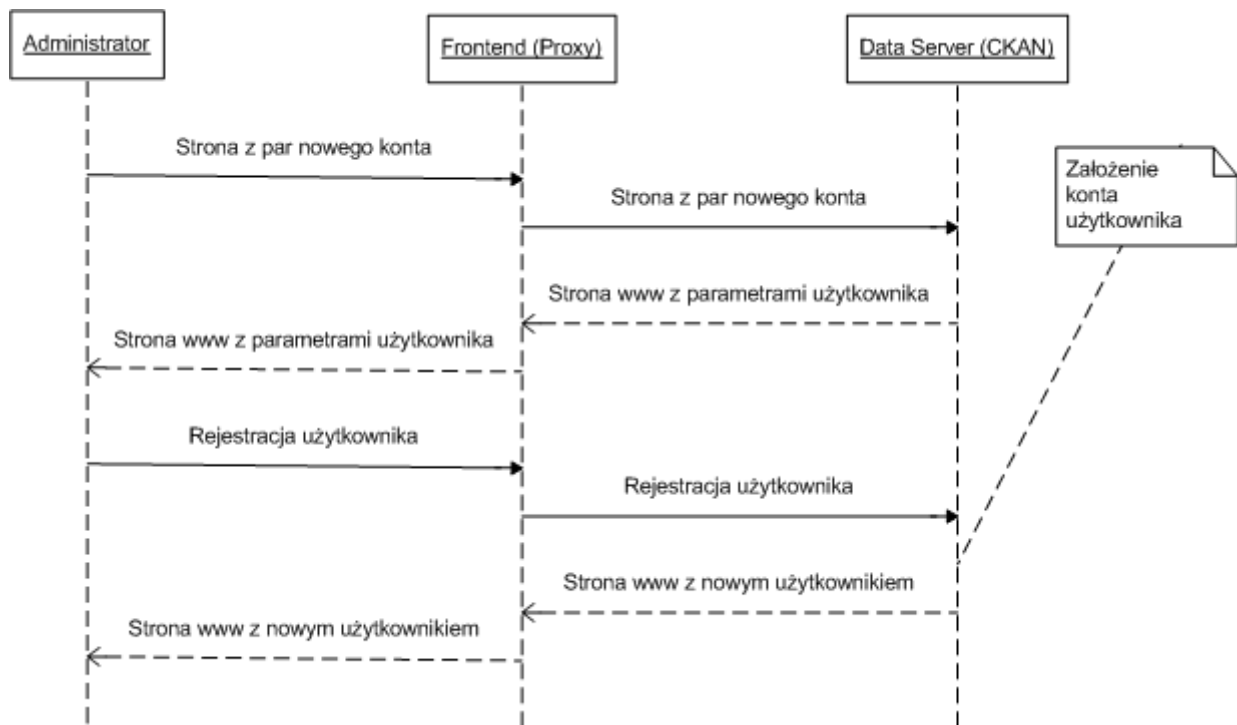 Administrator
Frontend (Proxy)
Data Server (CKAN)
Strona z par nowego konta
Założenie
konta
użytkownika
Strona z par nowego konta
Strona www z parametrami użytkownika
Strona www z parametrami użytkownika
Rejestracja użytkownika
Rejestracja użytkownika
Strona www z nowym użytkownikiem
Strona www z nowym użytkownikiem